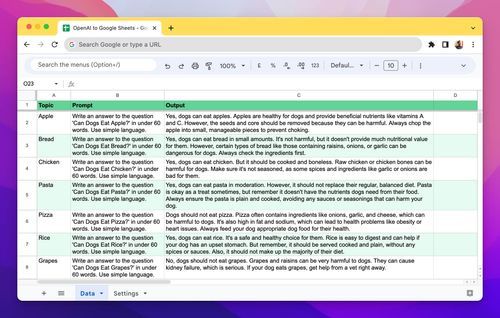 OpenAI to Google Sheets - Go
Search Google or type a URL
Search the menus (Option+/)
100%
£ % .0 .00 123 Defaul... 10
O23
fx
A B C D
1 Topic Prompt Output
2 Apple
Write an answer to the question
'Can Dogs Eat Apple?' in under 60
words. Use simple language.
Yes, dogs can eat apples. Apples are healthy for dogs and provide beneficial nutrients like vitamins A
and C. However, the seeds and core should be removed because they can be harmful. Always chop the
apple into small, manageable pieces to prevent choking.
3 Bread
Write an answer to the question
'Can Dogs Eat Bread?' in under 60
words. Use simple language.
Yes, dogs can eat bread in small amounts. It's not harmful, but it doesn't provide much nutritional value
for them. However, certain types of bread like those containing raisins, onions, or garlic can be
dangerous for dogs. Always check the ingredients first.
4 Chicken
Write an answer to the question
'Can Dogs Eat Chicken?' in under
60 words. Use simple language.
Yes, dogs can eat chicken. But it should be cooked and boneless. Raw chicken or chicken bones can be
harmful for dogs. Make sure it's not seasoned, as some spices and ingredients like garlic or onions are
bad for them.
5 Pasta
Write an answer to the question
'Can Dogs Eat Pasta?' in under 60
words. Use simple language.
Yes, dogs can eat pasta in moderation. However, it should not replace their regular, balanced diet. Pasta
is okay as a treat sometimes, but remember it doesn't have the nutrients dogs need from their food.
Always ensure the pasta is plain and cooked, avoiding any sauces or seasonings that can harm your
dog.
6 Pizza
Write an answer to the question
'Can Dogs Eat Pizza?' in under 60
words. Use simple language.
Dogs should not eat pizza. Pizza often contains ingredients like onions, garlic, and cheese, which can
be harmful to dogs. It's also high in fat and sodium, which can lead to health problems like obesity or
heart issues. Always feed your dog appropriate dog food for their health.
7 Rice
Write an answer to the question
'Can Dogs Eat Rice?' in under 60
words. Use simple language.
Yes, dogs can eat rice. It's a safe and healthy choice for them. Rice is easy to digest and can help if
your dog has an upset stomach. But remember, it should be served cooked and plain, without any
spices or sauces. Also, it should not make up the majority of their diet.
8 Grapes
Write an answer to the question
'Can Dogs Eat Grapes?' in under
60 words. Use simple language.
No, dogs should not eat grapes. Grapes and raisins can be very harmful to dogs. They can cause
kidney failure, which is serious. If your dog eats grapes, get help from a vet right away.
Data Settings